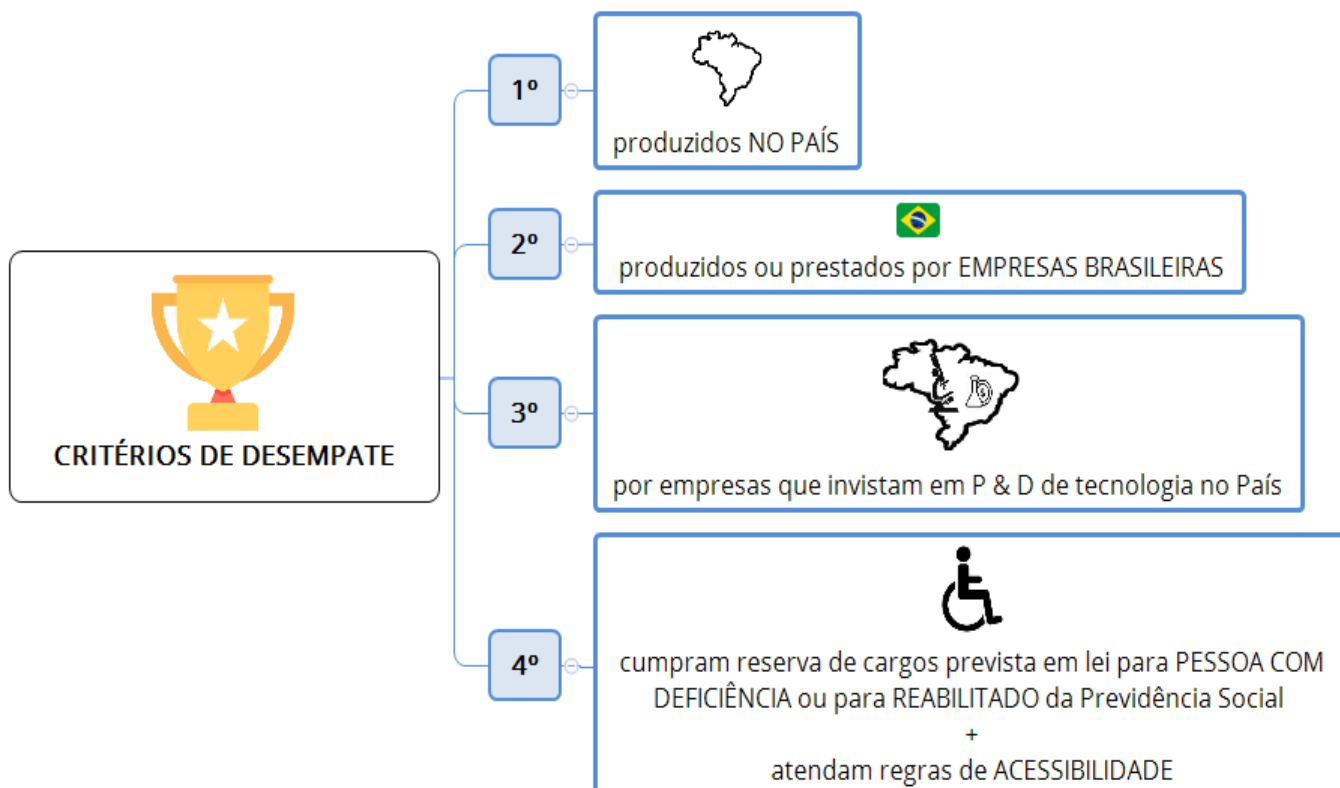 CRITÉRIOS DE DESEMPATE
1º
produzidos NO PAÍS
2º
produzidos ou prestados por EMPRESAS BRASILEIRAS
3º
por empresas que invistam em P & D de tecnologia no País
4º
cumpram reserva de cargos prevista em lei para PESSOA COM
DEFICIÊNCIA ou para REABILITADO da Previdência Social
+
atendam regras de ACESSIBILIDADE